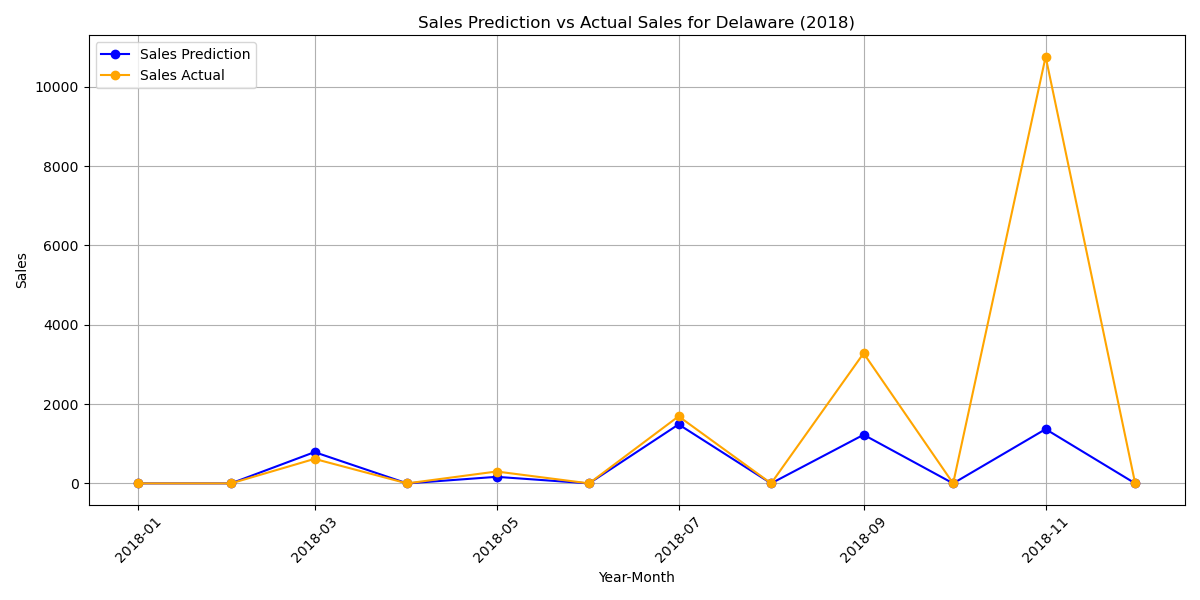 Sales Prediction vs Actual Sales for Delaware (2018)
Sales Prediction
Sales Actual
10000
8000
6000
4000
2000
0
Sales
2018-01
2018-03
2018-05
2018-07
2018-09
2018-11
Year-Month